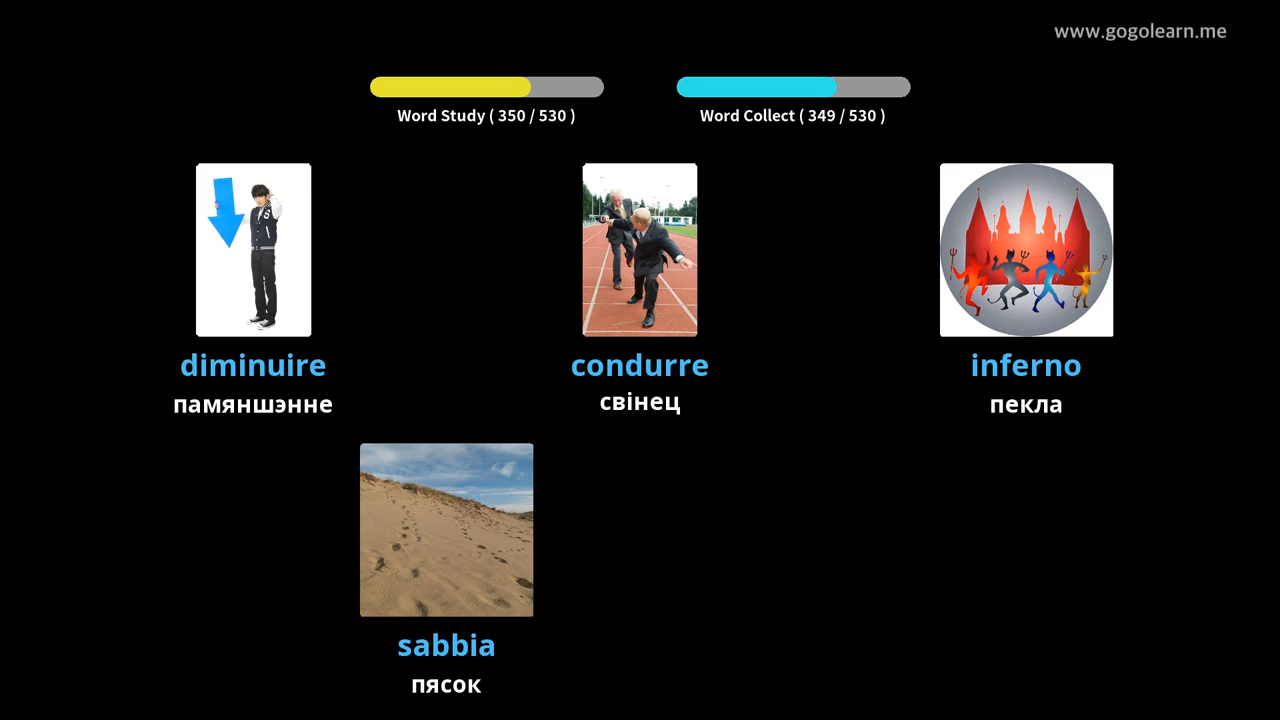 www.gogolearn.me
Word Study ( 350 / 530 )
Word Collect ( 349 / 530 )
diminuire
памяншэнне
condurre
свінец
inferno
пекла
sabbia
пясок